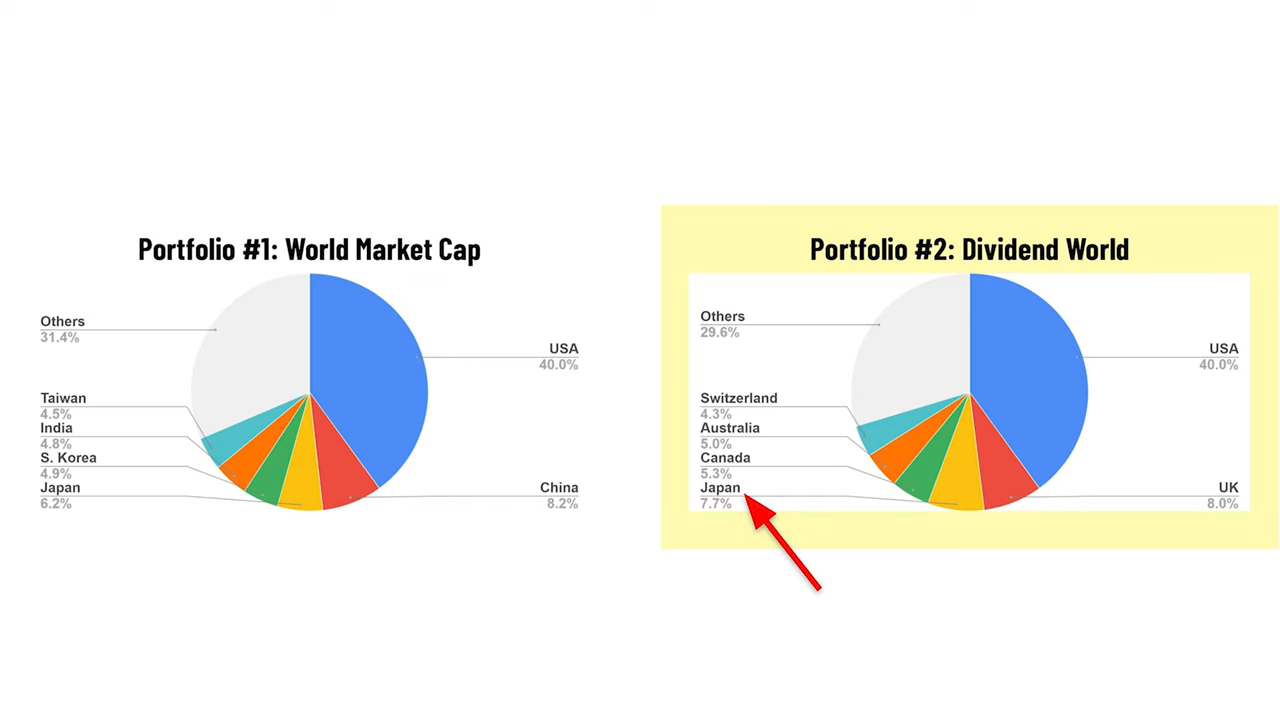 Portfolio #1: World Market Cap
Others
31.4%
USA
40.0%
Taiwan
4.5%
India
4.8%
S. Korea
4.9%
Japan
6.2%
China
8.2%
Portfolio #2: Dividend World
Others
29.6%
USA
40.0%
Switzerland
4.3%
Australia
5.0%
Canada
5.3%
Japan
7.7%
UK
8.0%